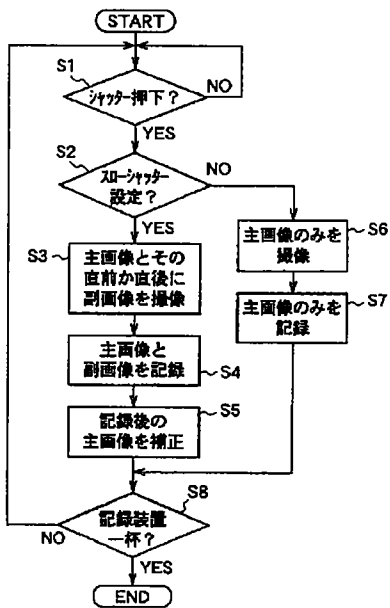 START
S1
シャッター押下？
NO
YES
S2
スローシャッター
設定？
NO
YES
S3
主画像とその
直前か直後に
副画像を撮像
S6
主画像のみを
撮像
S7
主画像のみを
記録
主画像と
副画像を記録
S4
S5
記録後の
主画像を補正
S8
記録装置
一杯？
NO
YES
END